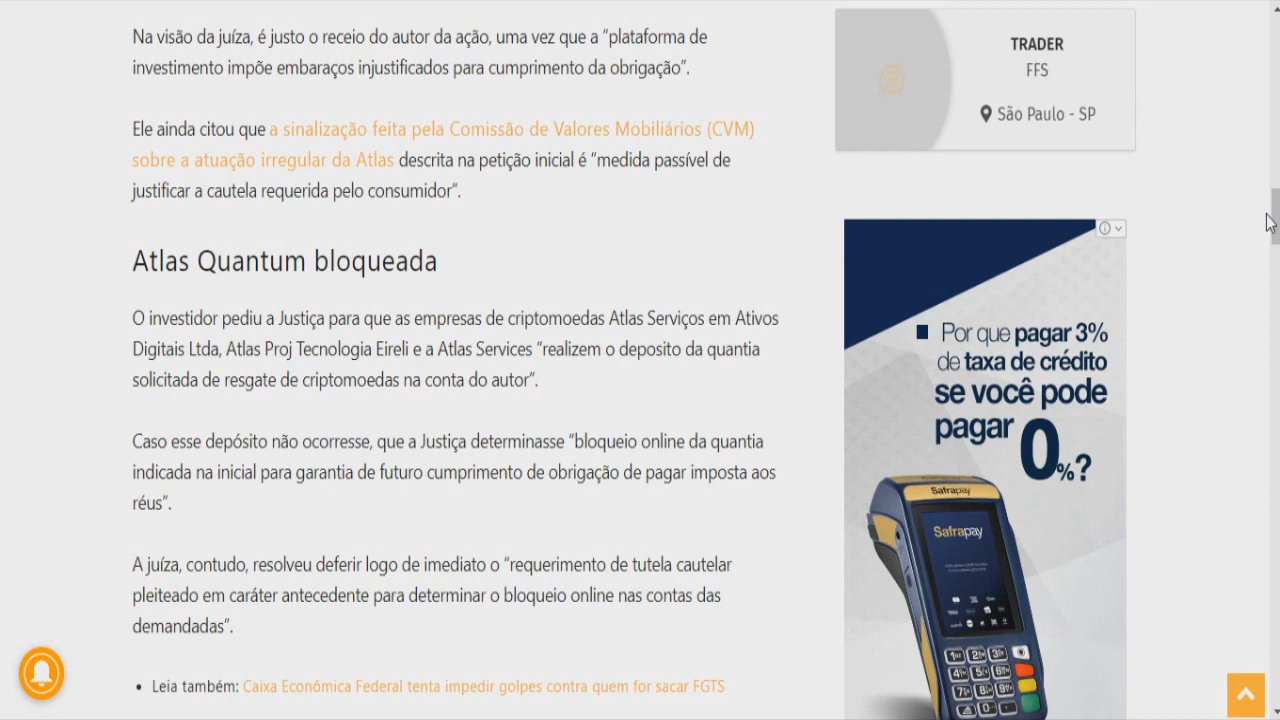 Na visão da juíza, é justo o receio do autor da ação, uma vez que a “plataforma de
investimento impõe embaraços injustificados para cumprimento da obrigação”.
Ele ainda citou que a sinalização feita pela Comissão de Valores Mobiliários (CVM)
sobre a atuação irregular da Atlas descrita na petição inicial é “medida passível de
justificar a cautela requerida pelo consumidor”.
Atlas Quantum bloqueada
O investidor pediu a Justiça para que as empresas de criptomoedas Atlas Serviços em Ativos
Digitais Ltda, Atlas Proj Tecnologia Eireli e a Atlas Services “realizem o deposito da quantia
solicitada de resgate de criptomoedas na conta do autor”.
Caso esse depósito não ocorresse, que a Justiça determinasse “bloqueio online da quantia
indicada na inicial para garantia de futuro cumprimento de obrigação de pagar imposta aos
réus”.
A juíza, contudo, resolveu deferir logo de imediato o “requerimento de tutela cautelar
pleiteado em caráter antecedente para determinar o bloqueio online nas contas das
demandadas”.
• Leia também: Caixa Econômica Federal tenta impedir golpes contra quem for sacar FGTS
TRADER
FFS
São Paulo - SP
Por que pagar 3%
de taxa de crédito
se você pode
pagar 0%?
Safrapay
Safrapay